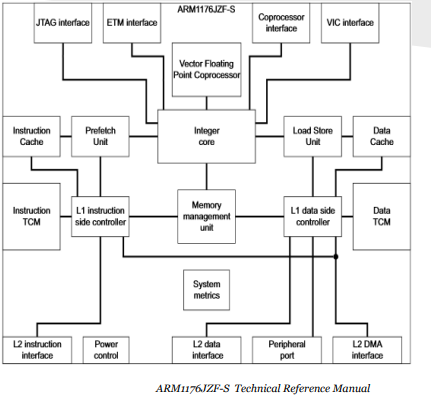 ARM1176JZF-S
JTAG interface
ETM interface
Coprocessor
interface
VIC interface
Vector Floating
Point Coprocessor
Instruction
Cache
Prefetch
Unit
Integer
core
Load Store
Unit
Data
Cache
Instruction
TCM
L1 instruction
side controller
Memory
management
unit
L1 data side
controller
Data
TCM
System
metrics
L2 instruction
interface
Power
control
L2 data
interface
Peripheral
port
L2 DMA
interface
ARM1176JZF-S Technical Reference Manual